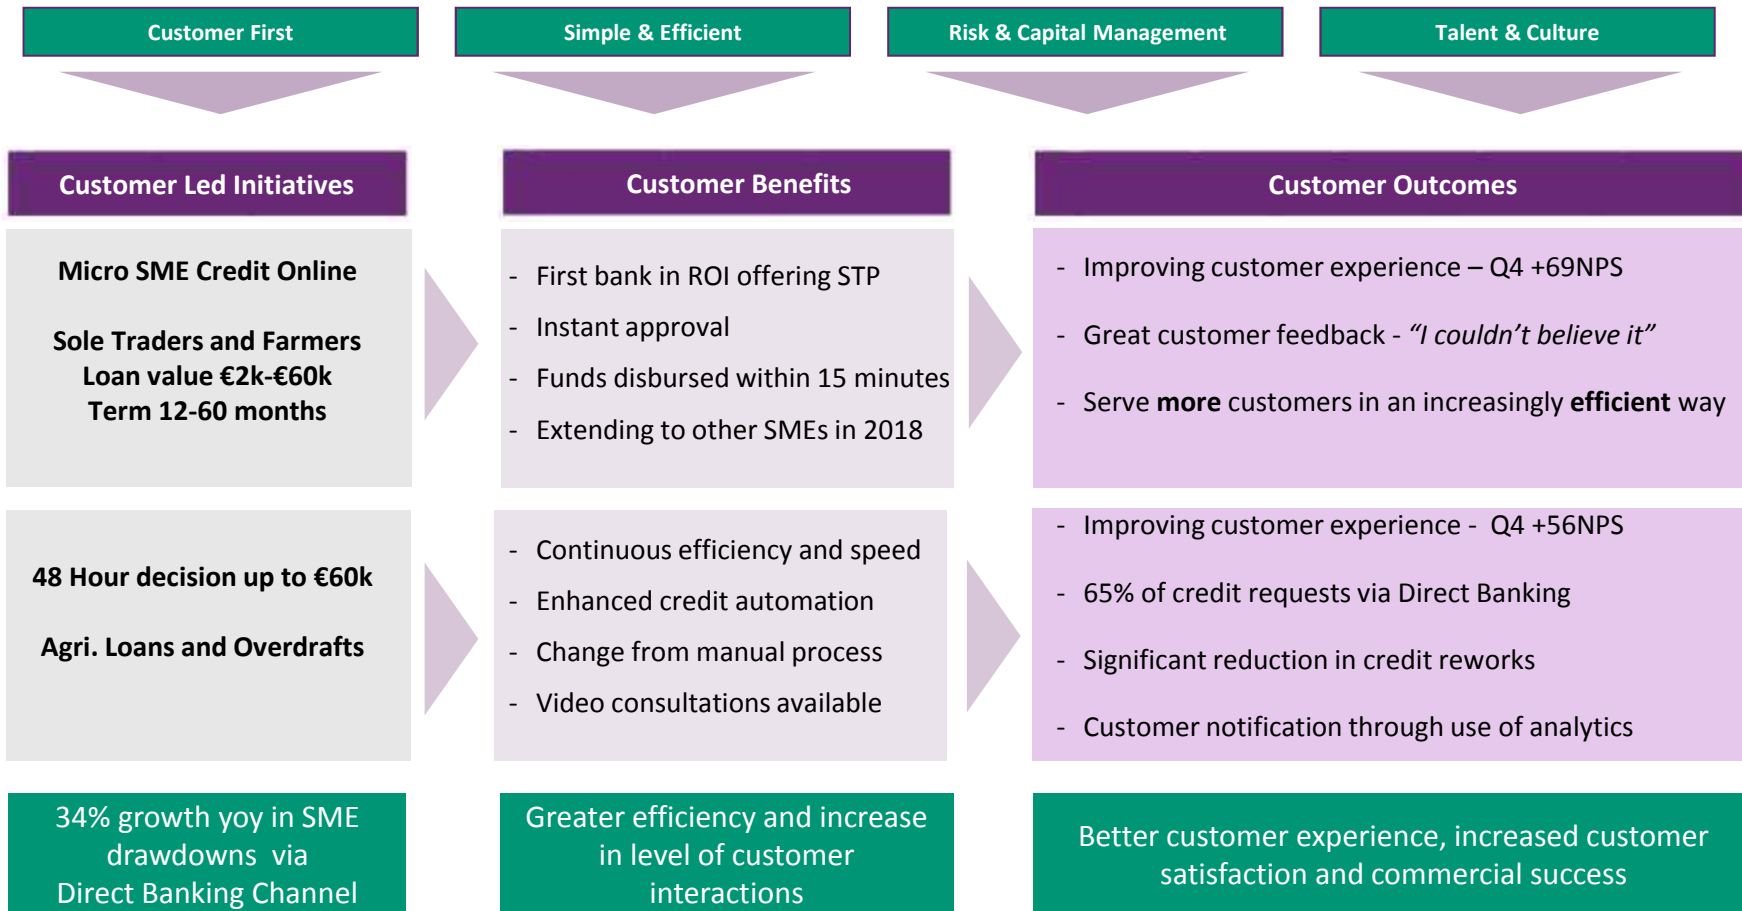 Customer First
Simple & Efficient
Risk & Capital Management
Talent & Culture
Customer Led Initiatives
Customer Benefits
Customer Outcomes
Micro SME Credit Online
Sole Traders and Farmers
Loan value €2k-€60k
Term 12-60 months
- First bank in ROI offering STP
- Instant approval
- Funds disbursed within 15 minutes
- Extending to other SMEs in 2018
- Improving customer experience – Q4 +69NPS
- Great customer feedback - “I couldn’t believe it”
- Serve more customers in an increasingly efficient way
48 Hour decision up to €60k
Agri. Loans and Overdrafts
- Continuous efficiency and speed
- Enhanced credit automation
- Change from manual process
- Video consultations available
- Improving customer experience - Q4 +56NPS
- 65% of credit requests via Direct Banking
- Significant reduction in credit reworks
- Customer notification through use of analytics
34% growth yoy in SME
drawdowns via
Direct Banking Channel
Greater efficiency and increase
in level of customer
interactions
Better customer experience, increased customer
satisfaction and commercial success